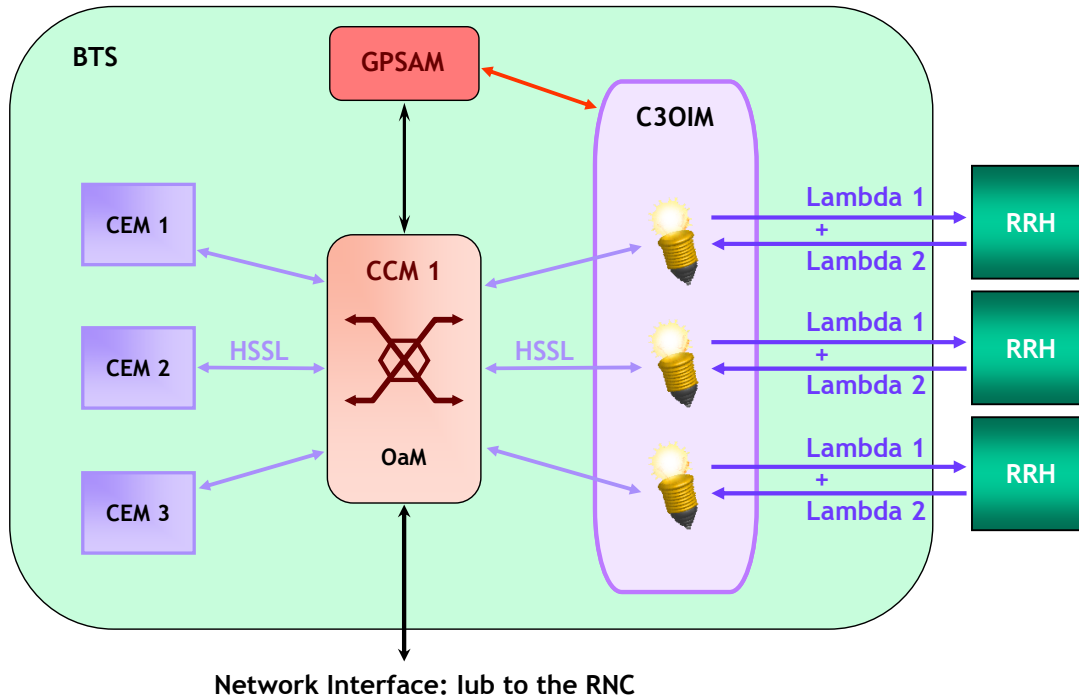 BTS
GPSAM
C3OIM
CEM 1
CEM 2
CEM 3
HSSL
CCM 1
OaM
HSSL
Lambda 1
+
Lambda 2
RRH
Lambda 1
+
Lambda 2
RRH
Lambda 1
+
Lambda 2
RRH
Network Interface: Iub to the RNC